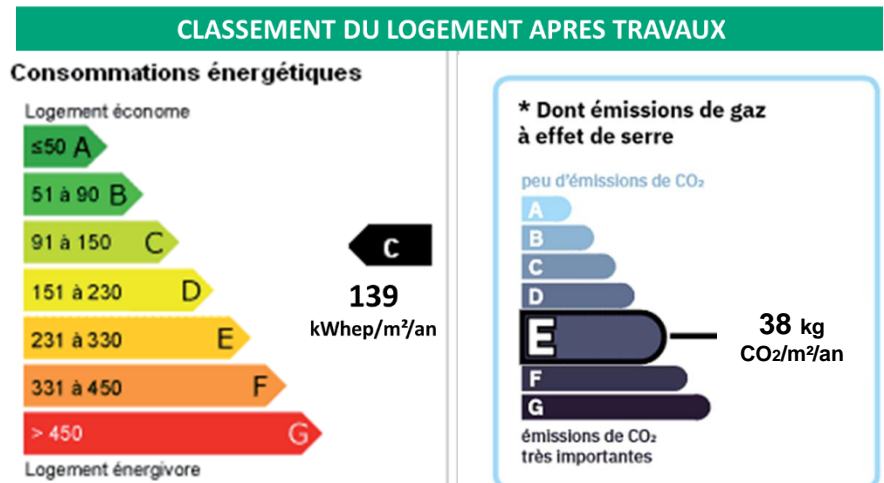 CLASSEMENT DU LOGEMENT APRES TRAVAUX
Consommations énergétiques
Logement économe
≤50 A
51 à 90 B
91 à 150 C
151 à 230 D
231 à 330 E
331 à 450 F
> 450 G
Logement énergivore
C
139
kWhep/m²/an
* Dont émissions de gaz
à effet de serre
peu d'émissions de CO₂
A
B
C
D
E
F
G
émissions de CO₂
très importantes
38 kg
CO2/m²/an